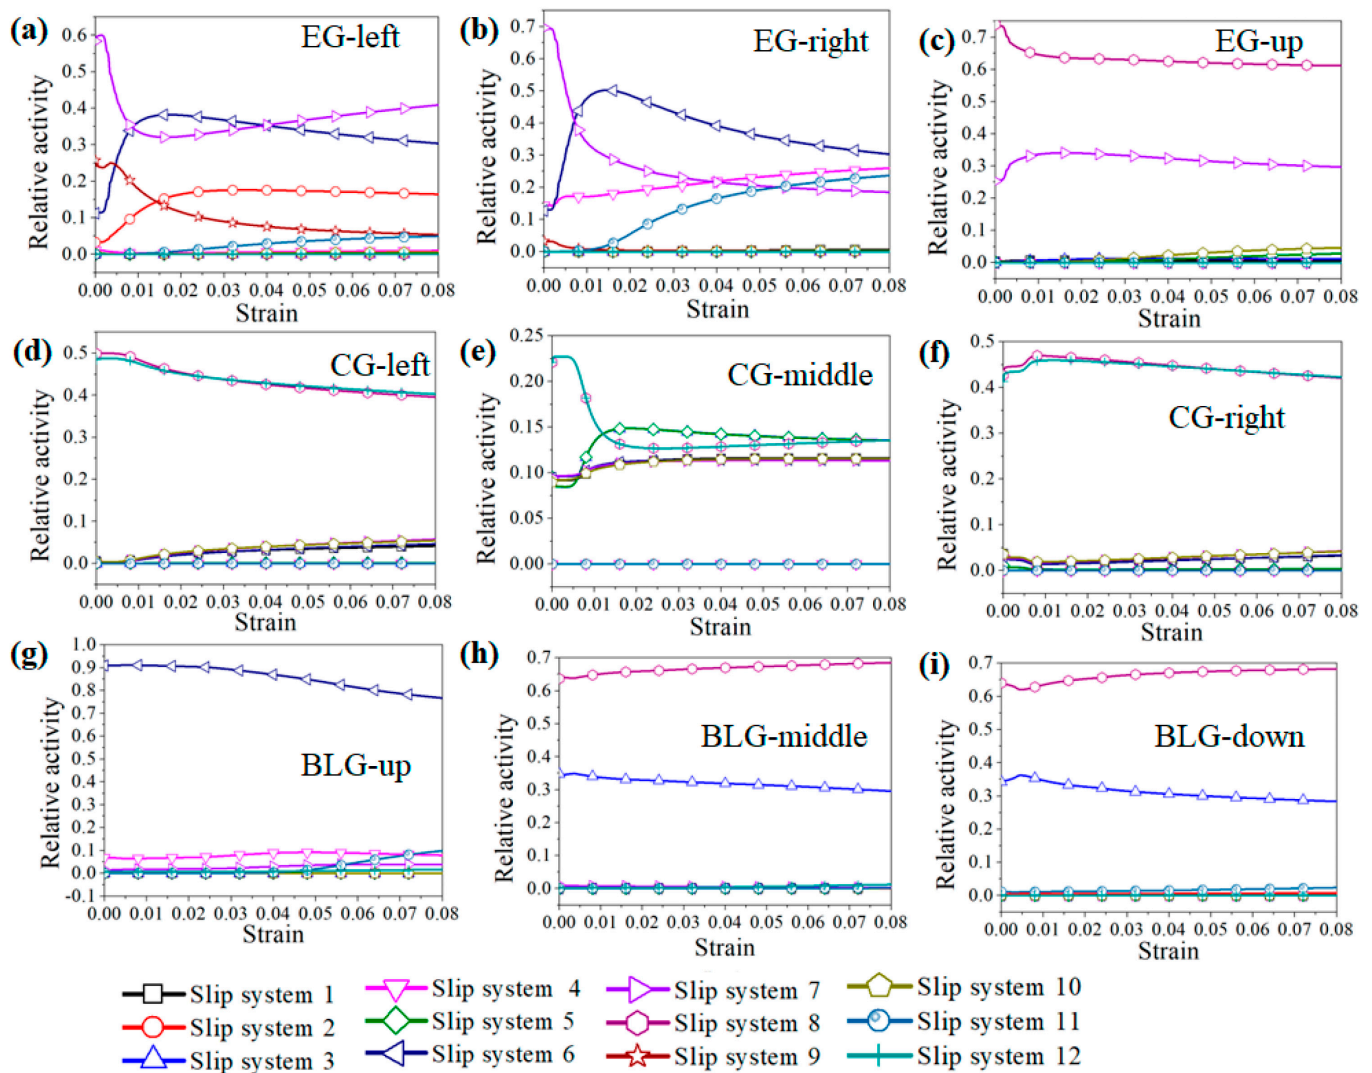 (a) EG-left
Relative activity
0.6
0.5
0.4
0.3
0.2
0.1
0.0
0.00 0.01 0.02 0.03 0.04 0.05 0.06 0.07 0.08
Strain
(b) EG-right
Relative activity
0.7
0.6
0.5
0.4
0.3
0.2
0.1
0.0
0.00 0.01 0.02 0.03 0.04 0.05 0.06 0.07 0.08
Strain
(c) EG-up
Relative activity
0.7
0.6
0.5
0.4
0.3
0.2
0.1
0.0
0.00 0.01 0.02 0.03 0.04 0.05 0.06 0.07 0.08
Strain
(d) CG-left
Relative activity
0.5
0.4
0.3
0.2
0.1
0.0
0.00 0.01 0.02 0.03 0.04 0.05 0.06 0.07 0.08
Strain
(e) CG-middle
Relative activity
0.25
0.20
0.15
0.10
0.05
0.00
0.00 0.01 0.02 0.03 0.04 0.05 0.06 0.07 0.08
Strain
(f) CG-right
Relative activity
0.5
0.4
0.3
0.2
0.1
0.0
0.00 0.01 0.02 0.03 0.04 0.05 0.06 0.07 0.08
Strain
(g) BLG-up
Relative activity
1.0
0.9
0.8
0.7
0.6
0.5
0.4
0.3
0.2
0.1
0.0
-0.1
0.00 0.01 0.02 0.03 0.04 0.05 0.06 0.07 0.08
Strain
(h) BLG-middle
Relative activity
0.7
0.6
0.5
0.4
0.3
0.2
0.1
0.0
0.00 0.01 0.02 0.03 0.04 0.05 0.06 0.07 0.08
Strain
(i) BLG-down
Relative activity
0.7
0.6
0.5
0.4
0.3
0.2
0.1
0.0
0.00 0.01 0.02 0.03 0.04 0.05 0.06 0.07 0.08
Strain
Slip system 1
Slip system 2
Slip system 3
Slip system 4
Slip system 5
Slip system 6
Slip system 7
Slip system 8
Slip system 9
Slip system 10
Slip system 11
Slip system 12